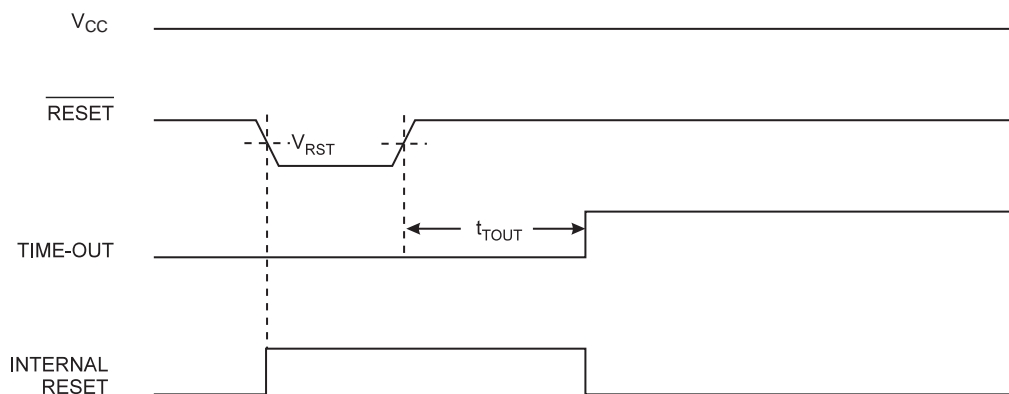 VCC
RESET
VRST
tTOUT
TIME-OUT
INTERNAL
RESET